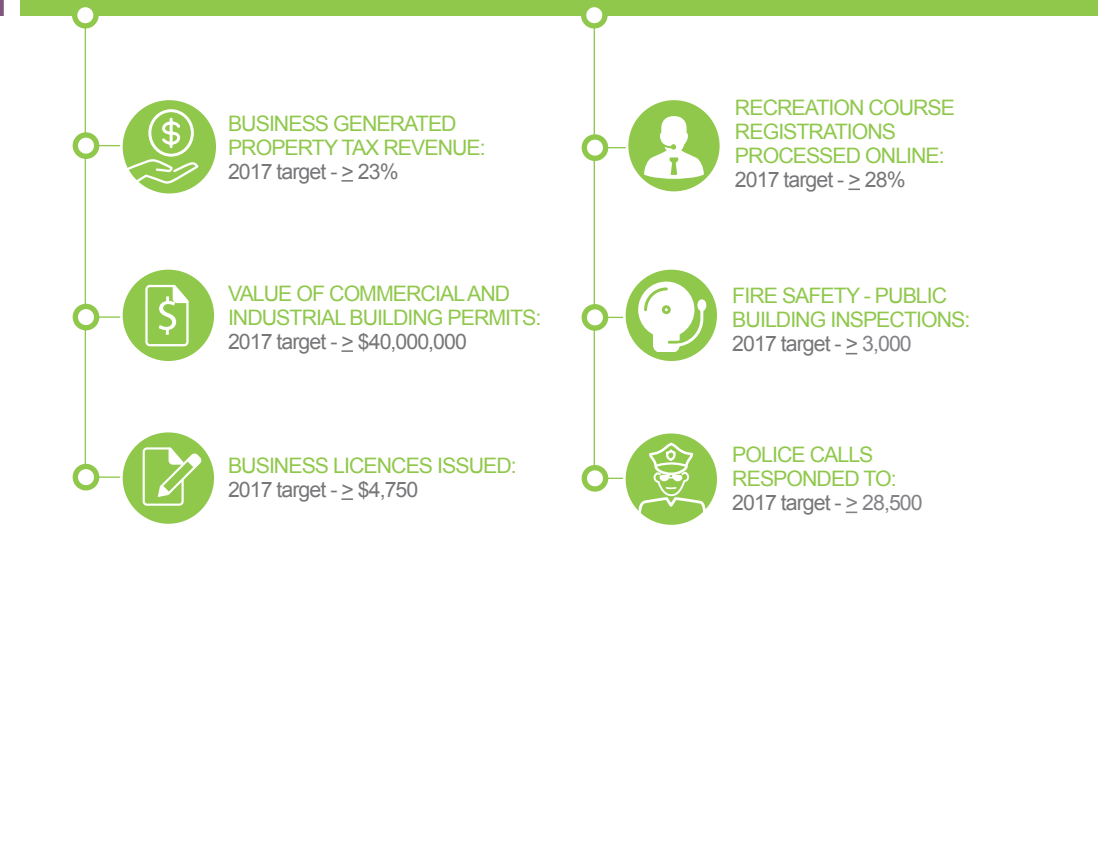 BUSINESS GENERATED
PROPERTY TAX REVENUE:
2017 target - ≥ 23%
VALUE OF COMMERCIAL AND
INDUSTRIAL BUILDING PERMITS:
2017 target - ≥ $40,000,000
BUSINESS LICENCES ISSUED:
2017 target - ≥ $4,750
RECREATION COURSE
REGISTRATIONS
PROCESSED ONLINE:
2017 target - ≥ 28%
FIRE SAFETY - PUBLIC
BUILDING INSPECTIONS:
2017 target - ≥ 3,000
POLICE CALLS
RESPONDED TO:
2017 target - ≥ 28,500